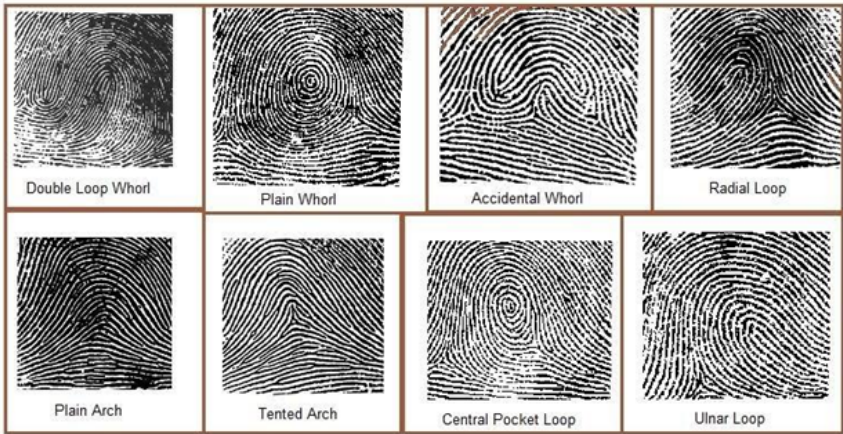 Double Loop Whorl
Plain Whorl
Accidental Whorl
Radial Loop
Plain Arch
Tented Arch
Central Pocket Loop
Ulnar Loop